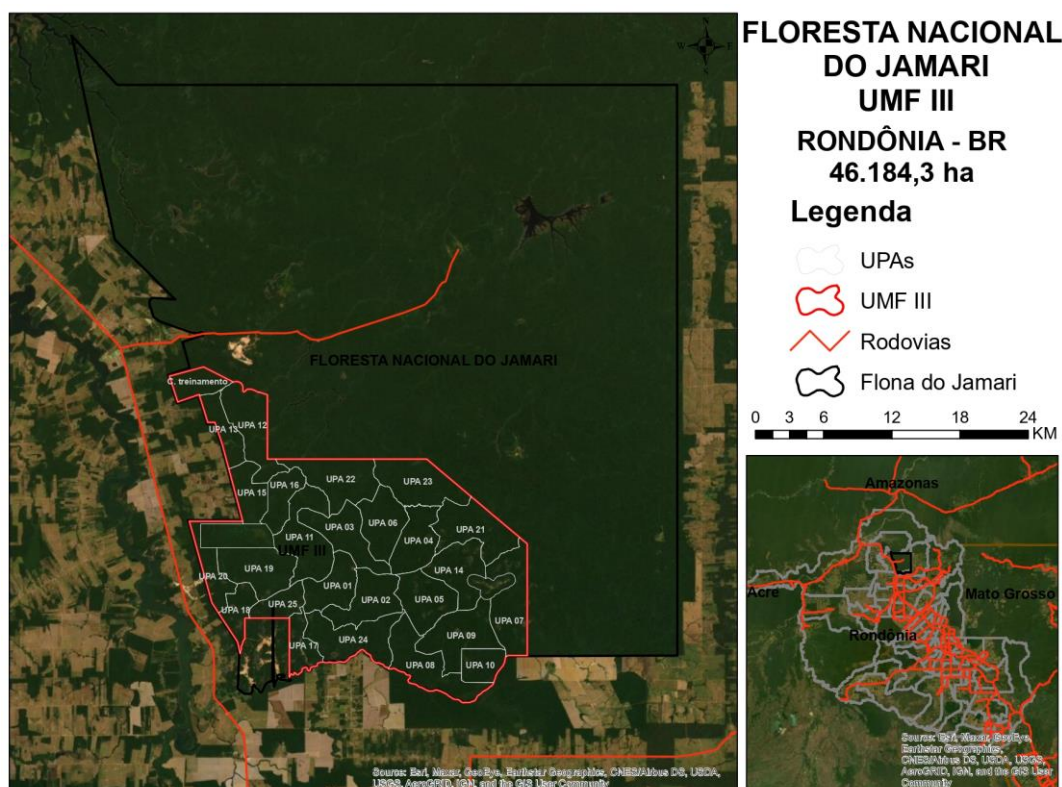 FLORESTA NACIONAL
DO JAMARI
UMF III
RONDÔNIA - BR
46.184,3 ha
Legenda
UPAs
UMF III
Rodovias
Flona do Jamari
0 3 6 12 18 24
KM
N
W E
FLORESTA NACIONAL DO JAMARI
C. treinamento
UPA 13
UPA 12
UPA 22
UPA 23
UPA 16
UPA 15
UPA 03
UPA 06
UPA 21
UPA 11
UPA 04
UMF III
UPA 19
UPA 20
UPA 14
UPA 01
UPA 02
UPA 05
UPA 18
UPA 25
UPA 07
UPA 17
UPA 24
UPA 09
UPA 08
UPA 10
Source: Esri, Maxar, GeoEye, Earthstar Geographics, CNES/Airbus DS, USDA,
USGS, AeroGRID, IGN, and the GIS User Community
Amazonas
Acre
Mato Grosso
Rondônia
Source: Esri, Maxar, GeoEye,
Earthstar Geographics,
CNES/Airbus DS, USDA, USGS,
AeroGRID, IGN, and the GIS User
Community